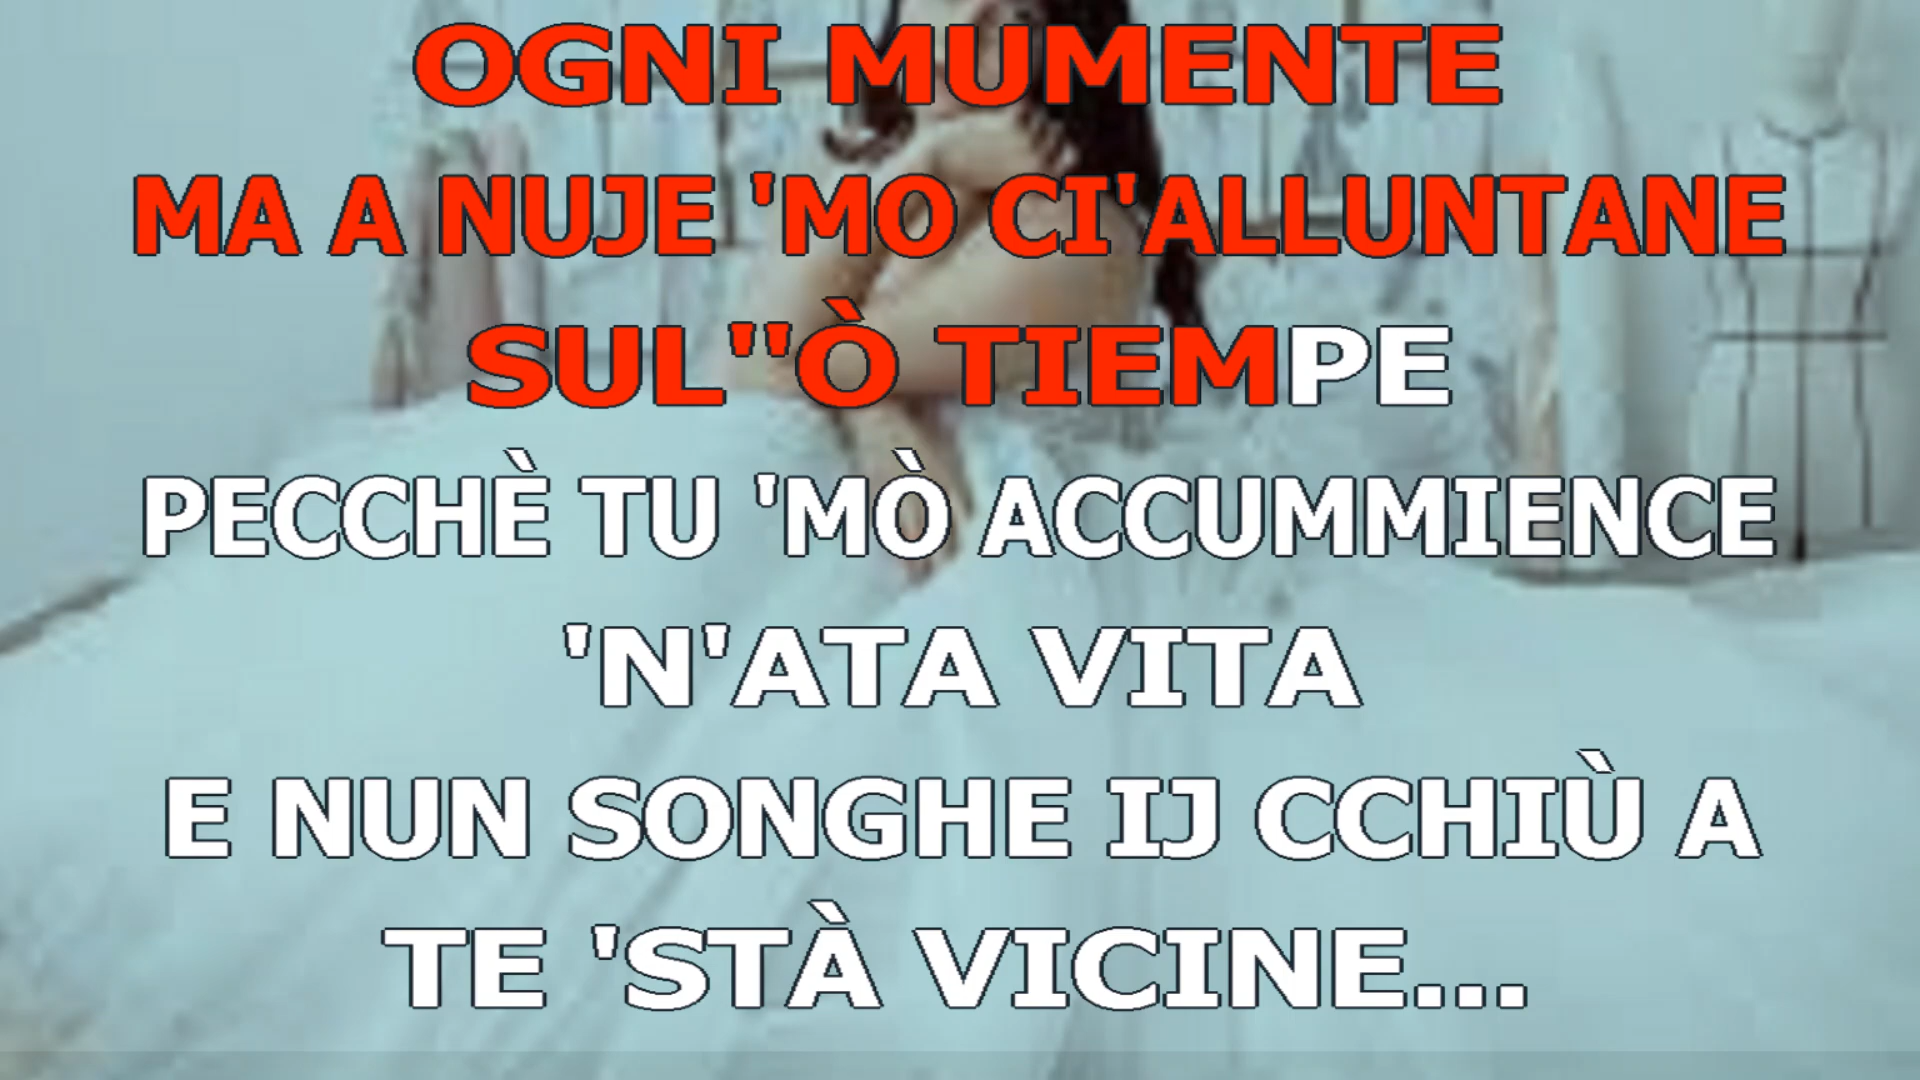 OGNI MUMENTE
MA A NUJE 'MO CI'ALLUNTANE
SUL''Ò TIEMPE
PECCHÈ TU 'MÒ ACCUMMIENCE
'N'ATA VITA
E NUN SONGHE IJ CCHIÙ A
TE 'STÀ VICINE...